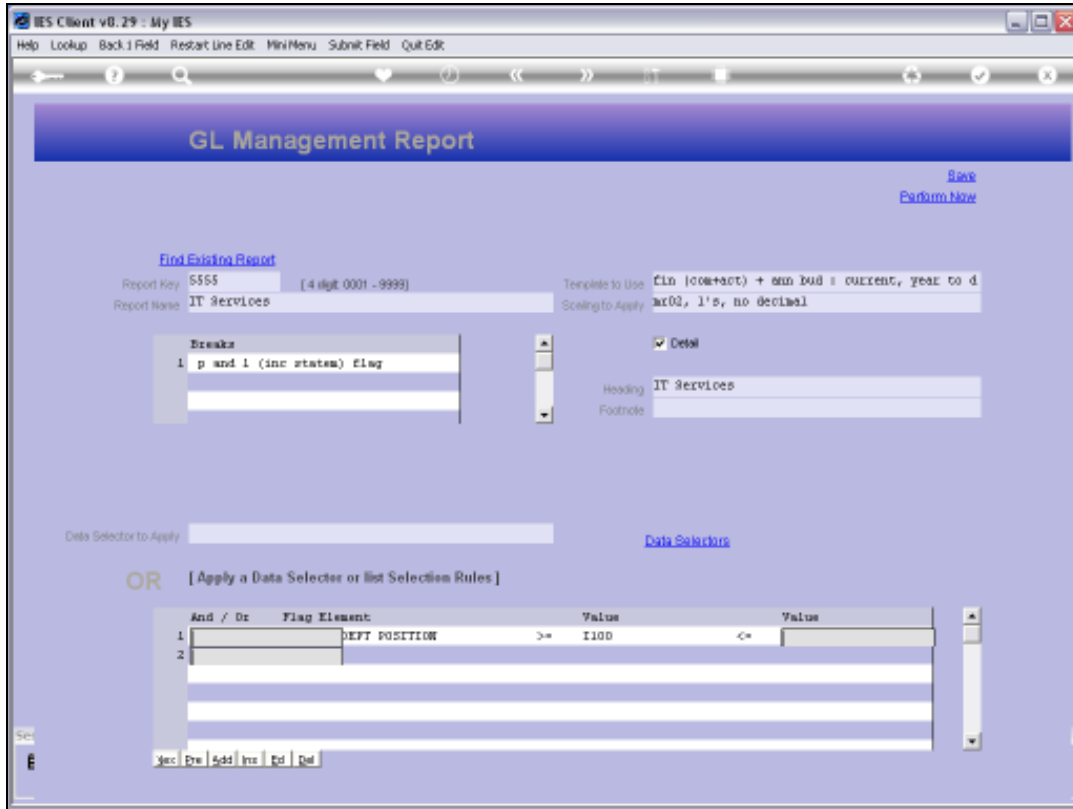 IES Client v8.29 : My IES
Help Lookup Back 1 Field Restart Line Edit MiniMenu Submit Field Quit Edit
GL Management Report
Save
Perform Now
Find Existing Report
Report Key 5555 [ 4 digit 0001 - 9999]
Template to Use fin (com+act) + ann bud : current, year to d
Report Name IT Services
Scaling to Apply mr02, 1's, no decimal
Breaks
1 p and l (inc statem) flag
Detail
Heading IT Services
Footnote
Data Selector to Apply
Data Selectors
OR [ Apply a Data Selector or list Selection Rules ]
And / Or Flag Element Value Value
1 DEPT POSITION >= I100 <=
2
Nex Pre Add Ins Ed Del